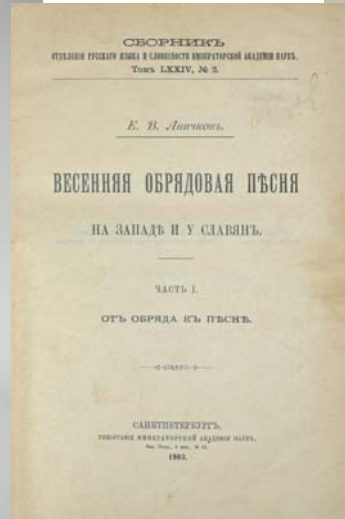 СБОРНИКЪ
ОТДѢЛЕНІЯ РУССКАГО ЯЗЫКА И СЛОВЕСНОСТИ ИМПЕРАТОРСКОЙ АКАДЕМІИ НАУКЪ.
Томъ LXXIV, № 2.
Е. В. Аничковъ.
ВЕСЕННЯЯ ОБРЯДОВАЯ ПѢСНЯ
НА ЗАПАДѢ И У СЛАВЯНЪ.
ЧАСТЬ I.
ОТЪ ОБРЯДА КЪ ПѢСНѢ.
САНКТПЕТЕРБУРГЪ.
ТИПОГРАФІЯ ИМПЕРАТОРСКОЙ АКАДЕМІИ НАУКЪ.
1903.